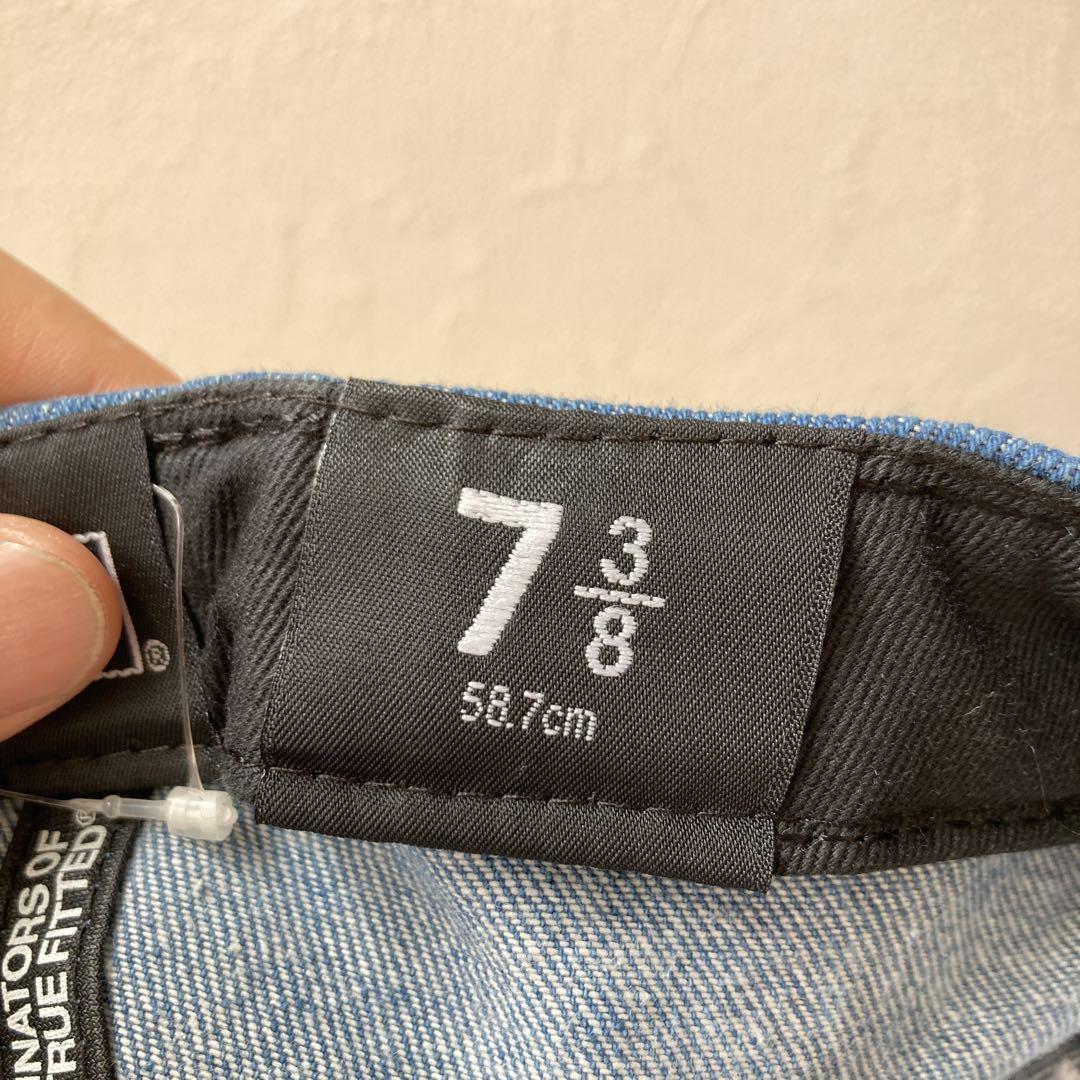 7 3/8
58.7cm
®
INATORS OF
TRUE FITTED®